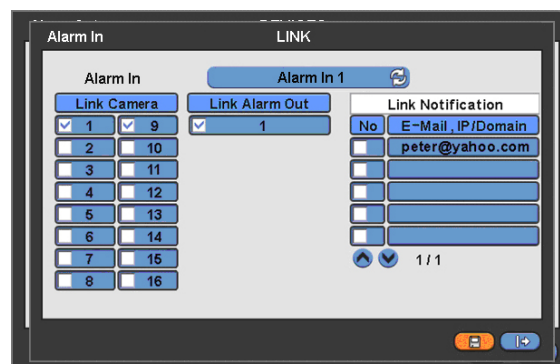 Alarm In LINK
Alarm In Alarm In 1
Link Camera Link Alarm Out Link Notification
1 9 1 No E-Mail, IP/Domain
2 10 peter@yahoo.com
3 11
4 12
5 13
6 14
7 15 1/1
8 16